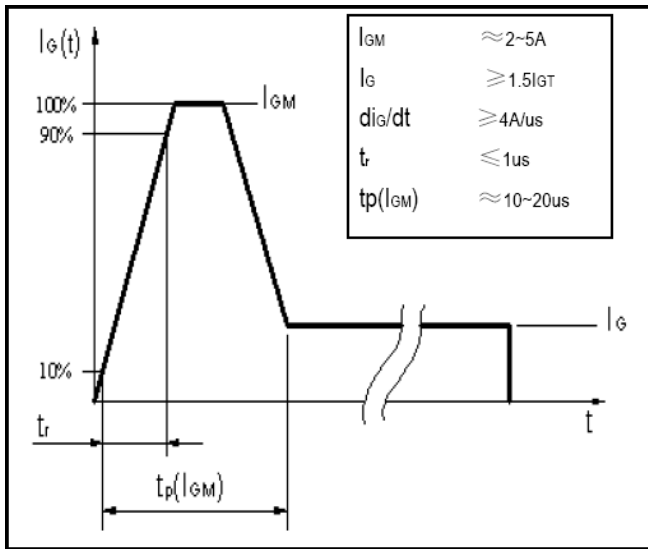 IG(t)
100%
90%
10%
IGM
IG
t
tr
tp(IGM)
IGM ≈2~5A
IG ≥1.5IGT
diG/dt ≥4A/us
tr ≤1us
tp(IGM) ≈10~20us